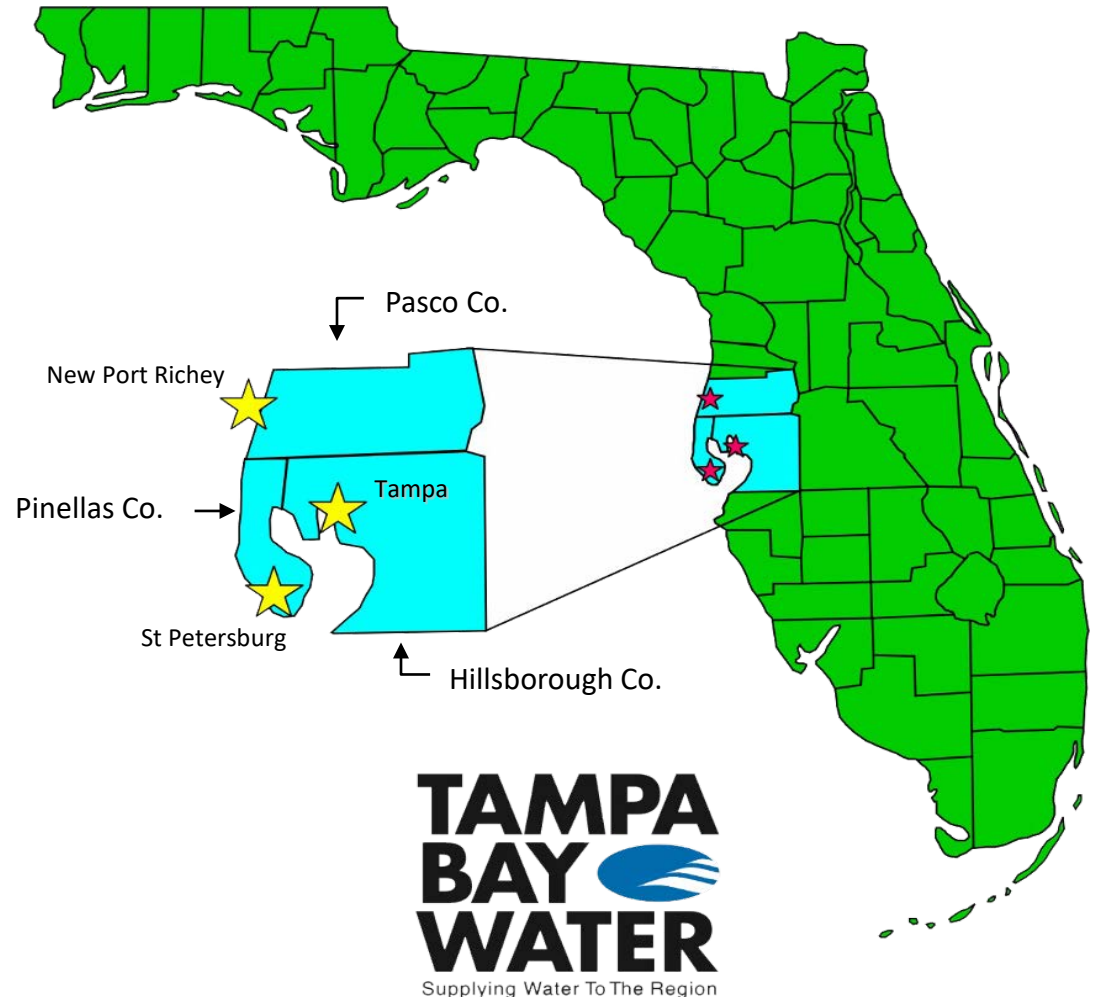 Pasco Co.
New Port Richey
Tampa
Pinellas Co.
St Petersburg
Hillsborough Co.
TAMPA
BAY
WATER
Supplying Water To The Region